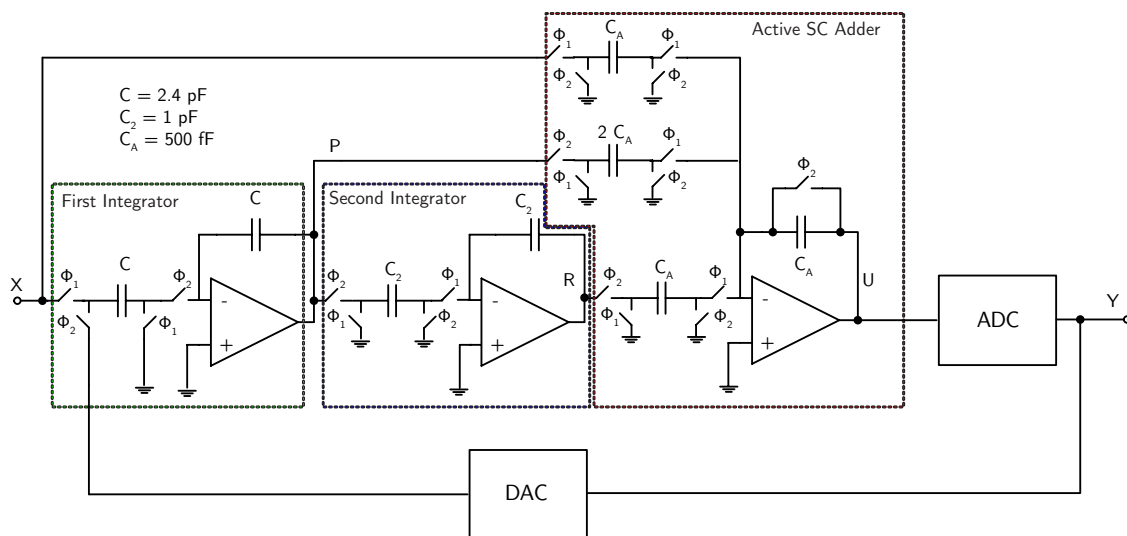 Active SC Adder
Φ1 CA Φ1
Φ2 Φ2
C = 2.4 pF
C2 = 1 pF
CA = 500 fF
P
Φ2 2 CA Φ1
Φ1 Φ2
Φ2
First Integrator
C
Second Integrator
C2
CA
U
X
Φ1 C Φ2
Φ2 Φ1
- +
Φ2 C2 Φ1
Φ1 Φ2
- +
R
Φ2 CA Φ1
Φ1 Φ2
- +
ADC
Y
DAC